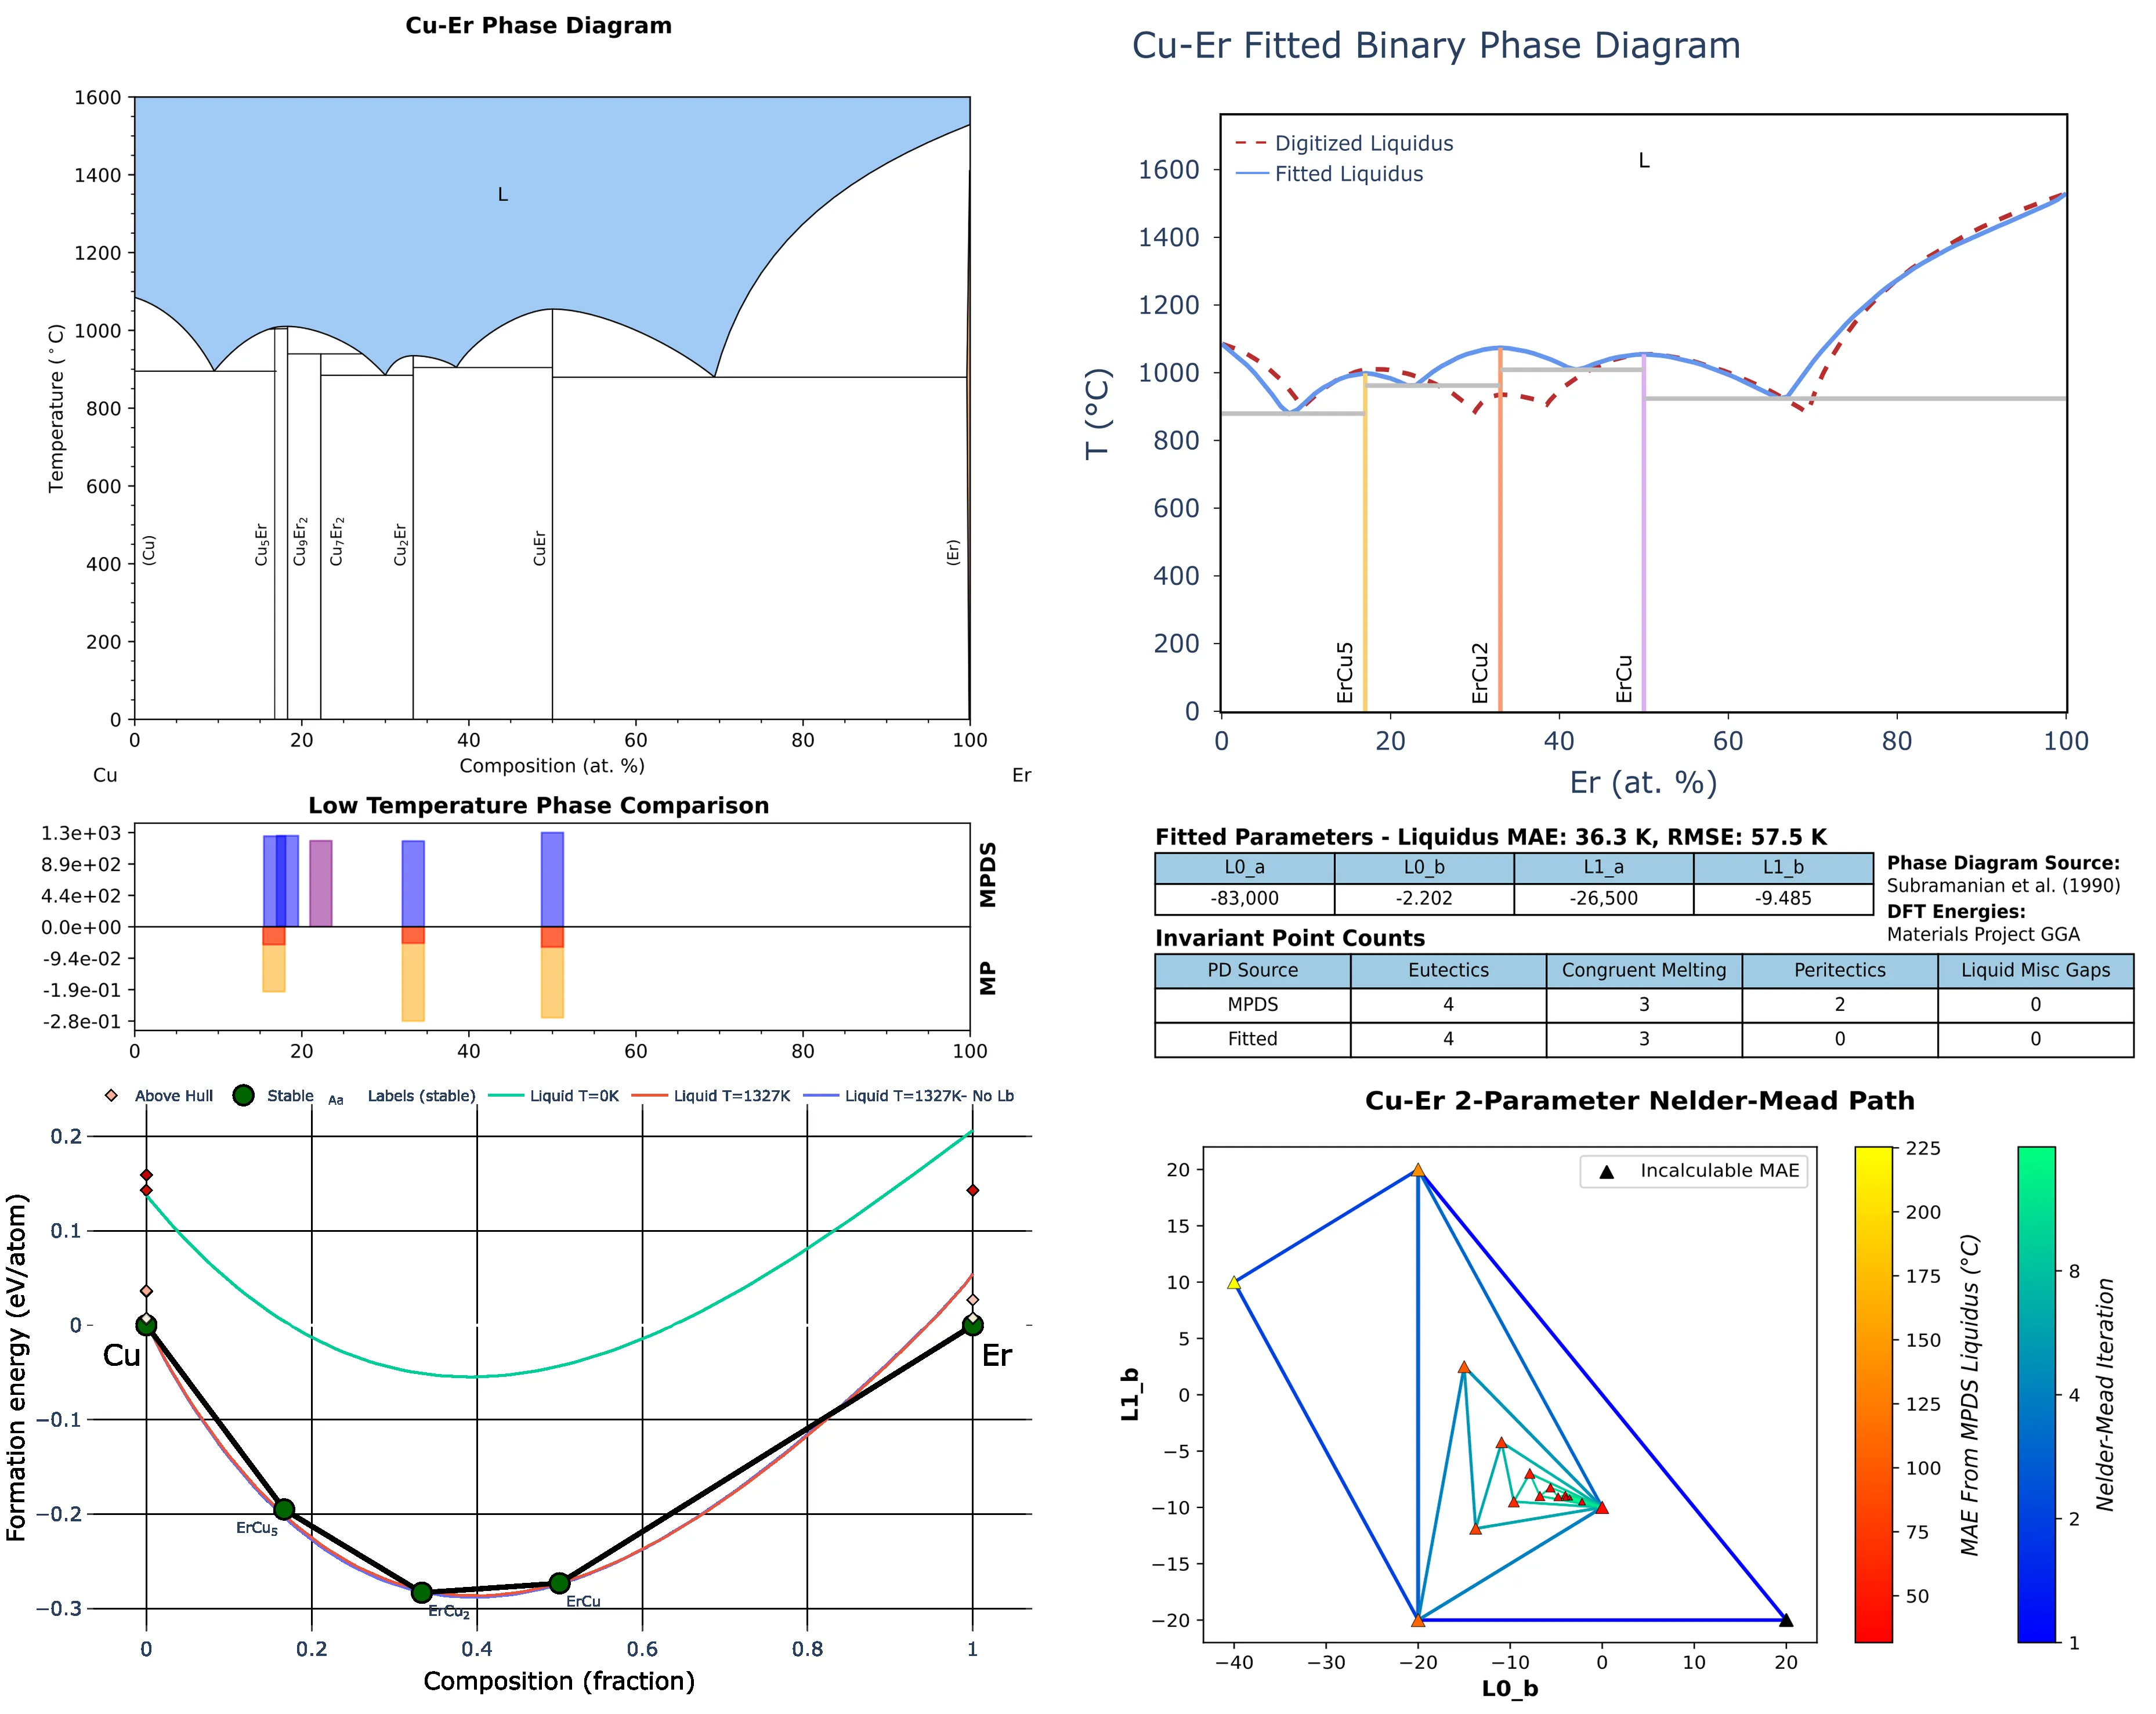 Cu-Er Phase Diagram
1600
1400
1200
1000
800
600
400
200
0
Temperature (°C)
L
(Cu)
Cu5Er
Cu9Er2
Cu7Er2
Cu2Er
CuEr
(Er)
0 20 40 60 80 100
Composition (at. %)
Cu Er
Cu-Er Fitted Binary Phase Diagram
Digitized Liquidus
Fitted Liquidus
L
1600
1400
1200
1000
800
600
400
200
0
T (°C)
ErCu5
ErCu2
ErCu
0 20 40 60 80 100
Er (at. %)
Low Temperature Phase Comparison
1.3e+03
8.9e+02
4.4e+02
0.0e+00
-9.4e-02
-1.9e-01
-2.8e-01
MPDS
MP
0 20 40 60 80 100
Fitted Parameters - Liquidus MAE: 36.3 K, RMSE: 57.5 K
L0_a L0_b L1_a L1_b
-83,000 -2.202 -26,500 -9.485
Phase Diagram Source:
Subramanian et al. (1990)
DFT Energies:
Materials Project GGA
Invariant Point Counts
PD Source Eutectics Congruent Melting Peritectics Liquid Misc Gaps
MPDS 4 3 2 0
Fitted 4 3 0 0
Above Hull Stable Aa Labels (stable) Liquid T=0K Liquid T=1327K Liquid T=1327K- No Lb
0.2
0.1
0
−0.1
−0.2
−0.3
Formation energy (eV/atom)
Cu
Er
ErCu5
ErCu2
ErCu
0 0.2 0.4 0.6 0.8 1
Composition (fraction)
Cu-Er 2-Parameter Nelder-Mead Path
Incalculable MAE
20
15
10
5
0
−5
−10
−15
−20
L1_b
−40 −30 −20 −10 0 10 20
L0_b
225
200
175
150
125
100
75
50
MAE From MPDS Liquidus (°C)
8
4
2
1
Nelder-Mead Iteration